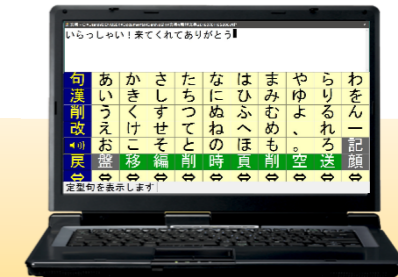 いらっしゃい！来てくれてありがとう
句 あ か さ た な は ま や ら わ
漢 い き し ち に ひ み ゆ り を
削 う く す つ ぬ ふ む よ る ん
改 え け せ て ね へ め 、 れ ー
お こ そ と の ほ も 。 ろ 記
戻 盤 移 編 削 時 頁 削 空 送 顔
定型句を表示します